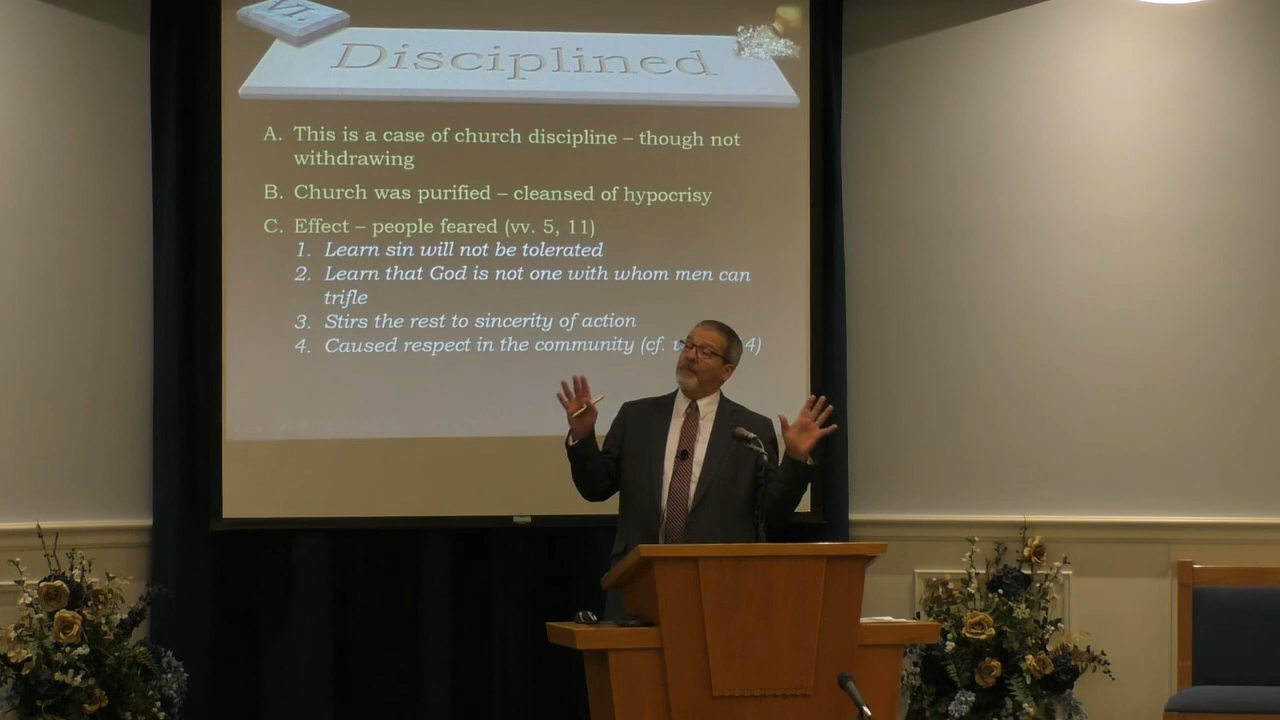 VI.
Disciplined
A. This is a case of church discipline – though not
withdrawing
B. Church was purified – cleansed of hypocrisy
C. Effect – people feared (vv. 5, 11)
1. Learn sin will not be tolerated
2. Learn that God is not one with whom men can
trifle
3. Stirs the rest to sincerity of action
4. Caused respect in the community (cf. 4)